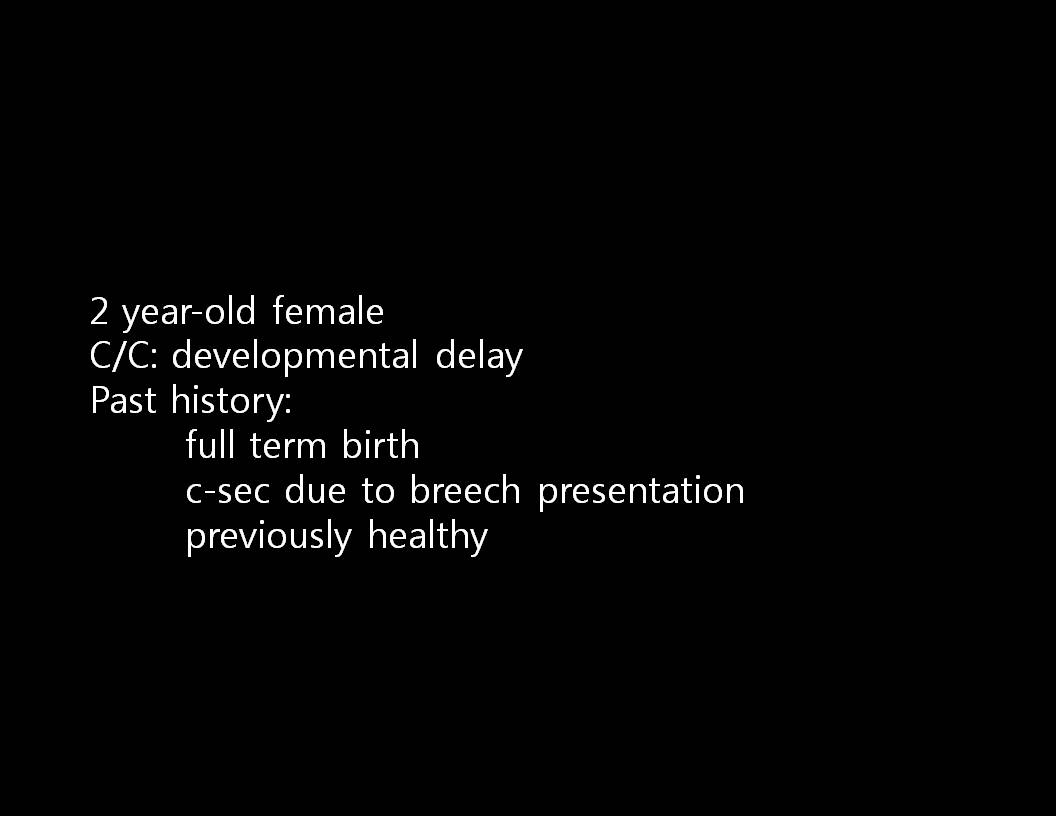 2 year-old female
C/C: developmental delay
Past history:
full term birth
c-sec due to breech presentation
previously healthy